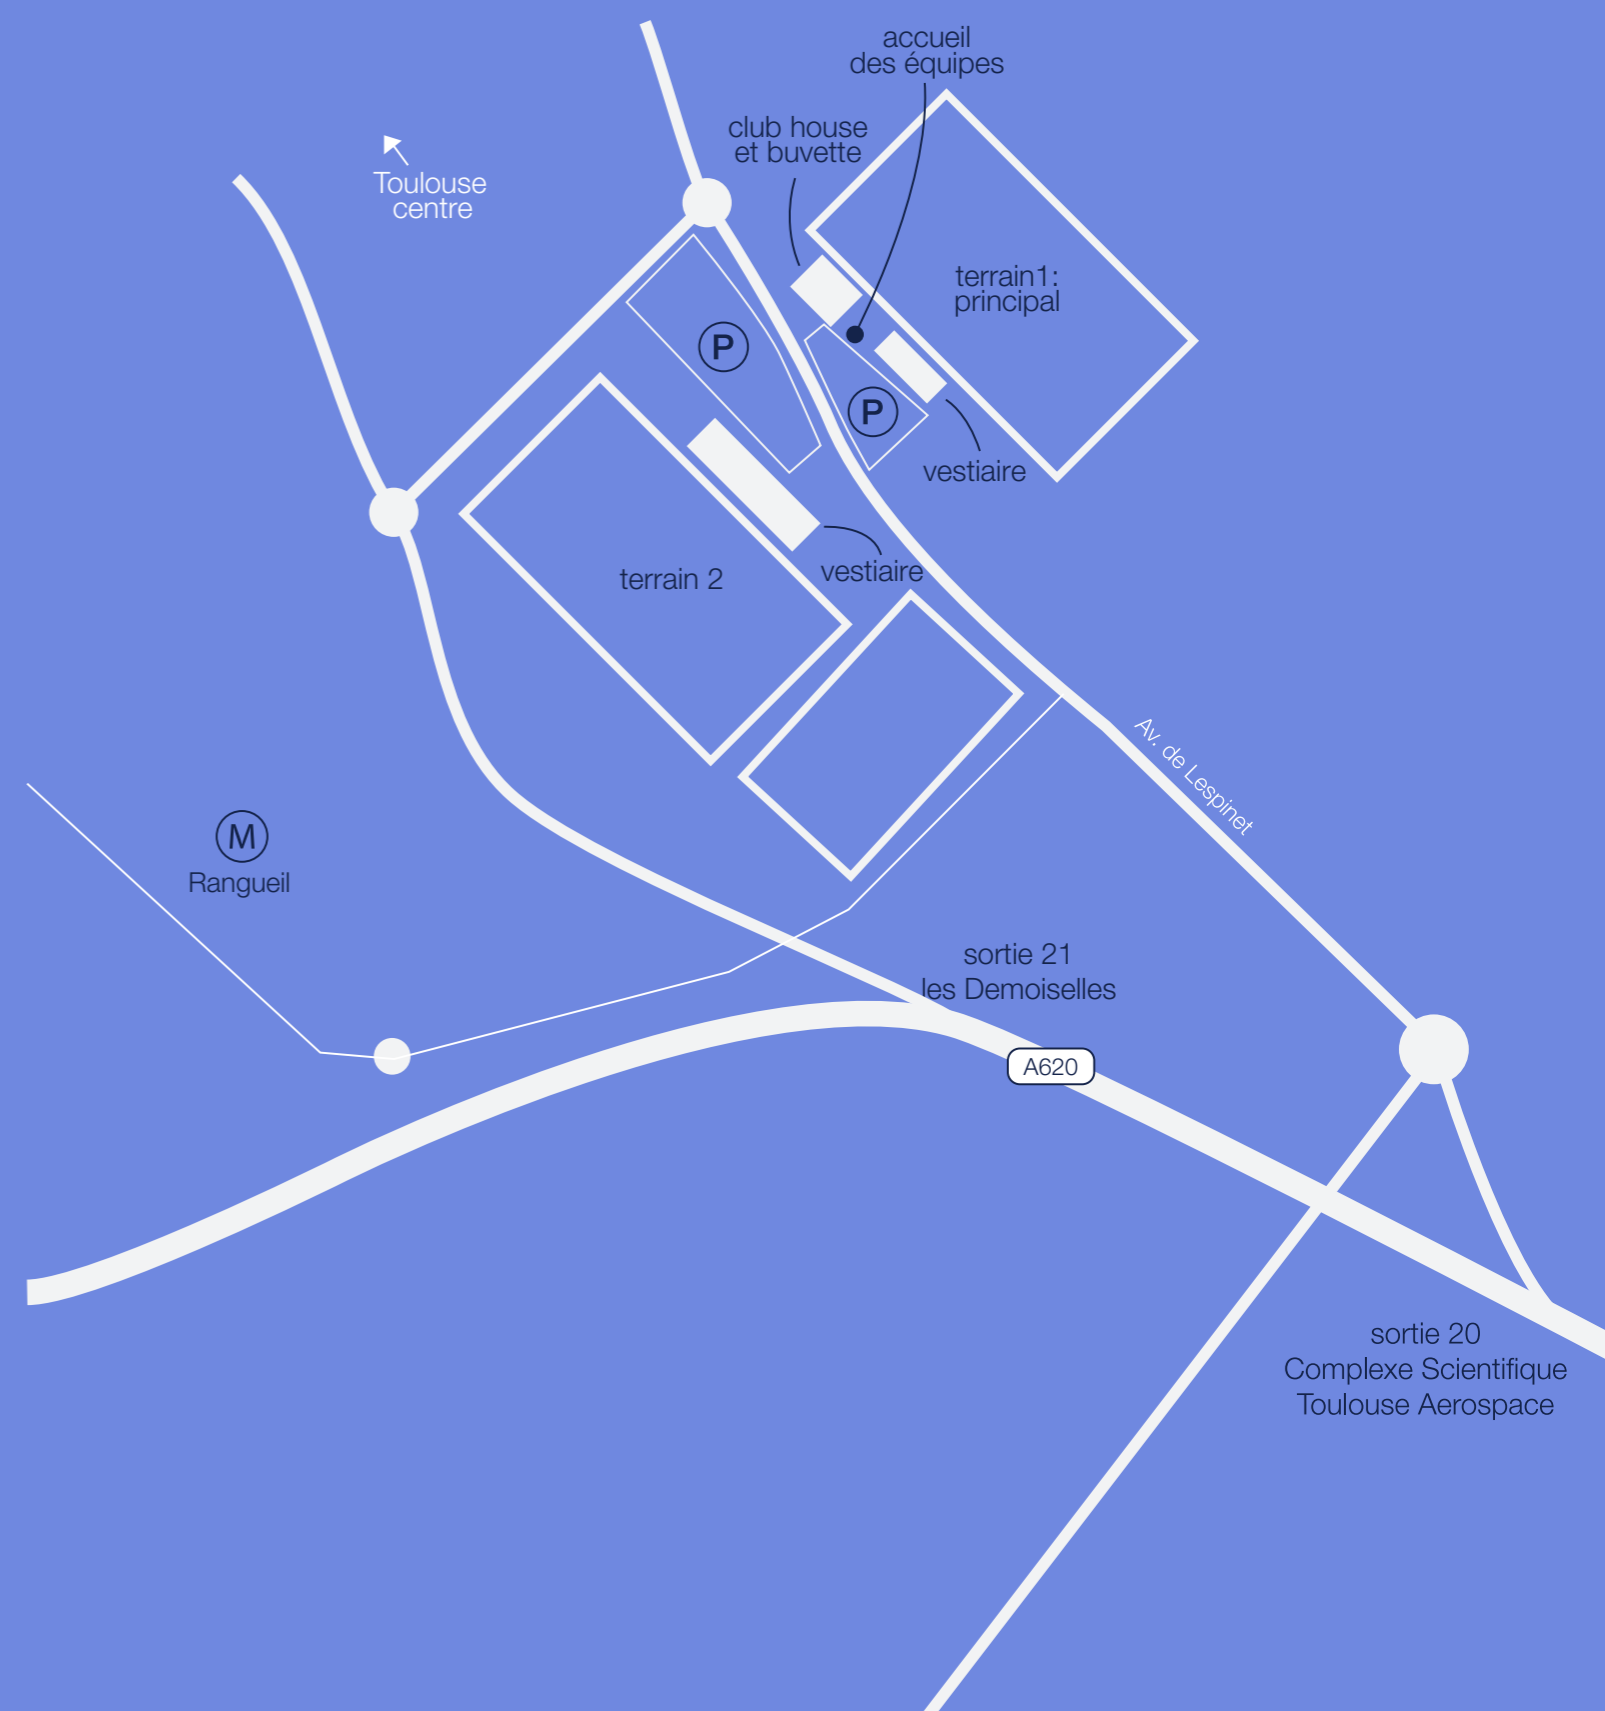 accueil
des équipes
club house
et buvette
Toulouse
centre
terrain1:
principal
P
P
vestiaire
terrain 2
vestiaire
Av. de Lespinet
M
Rangueil
sortie 21
les Demoiselles
A620
sortie 20
Complexe Scientifique
Toulouse Aerospace